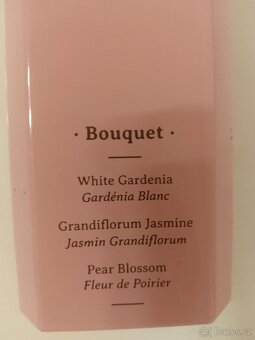 · Bouquet ·
White Gardenia
Gardénia Blanc
Grandiflorum Jasmine
Jasmin Grandiflorum
Pear Blossom
Fleur de Poirier